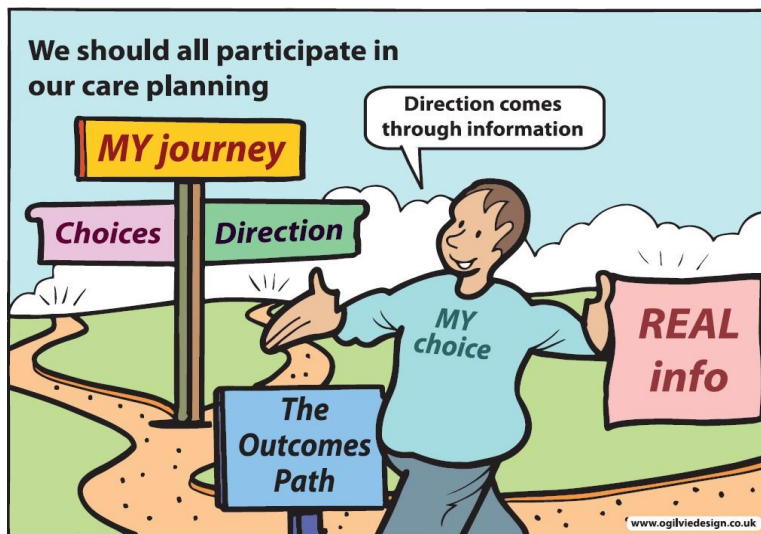 We should all participate in
our care planning
Direction comes
through information
MY journey
Choices
Direction
MY
choice
REAL
info
The
Outcomes
Path
www.ogilviedesign.co.uk